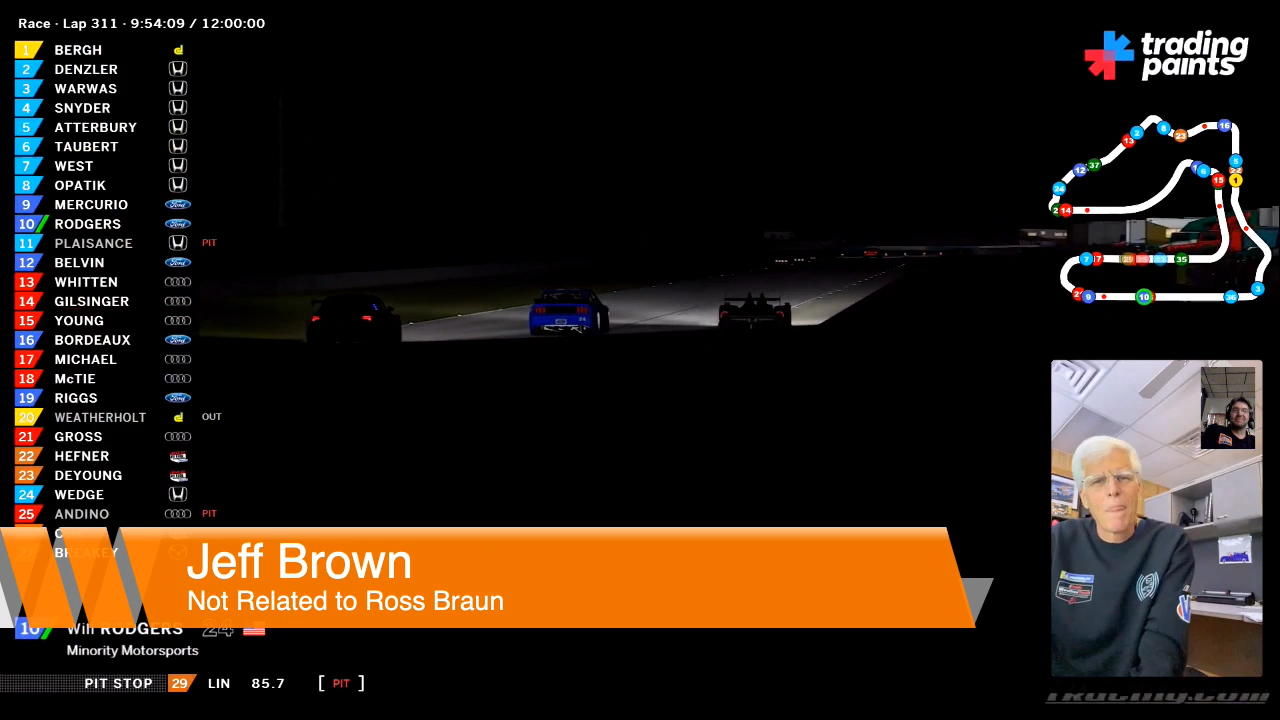 Race · Lap 311 · 9:54:09 / 12:00:00
1 BERGH
2 DENZLER
3 WARWAS
4 SNYDER
5 ATTERBURY
6 TAUBERT
7 WEST
8 OPATIK
9 MERCURIO
10 RODGERS
11 PLAISANCE PIT
12 BELVIN
13 WHITTEN
14 GILSINGER
15 YOUNG
16 BORDEAUX
17 MICHAEL
18 McTIE
19 RIGGS
20 WEATHERHOLT OUT
21 GROSS
22 HEFNER
23 DEYOUNG
24 WEDGE
25 ANDINO PIT
BREAKEY
trading
paints
Jeff Brown
Not Related to Ross Braun
10 Will RODGERS 24
Minority Motorsports
PIT STOP 29 LIN 85.7 [ PIT ]
iRacing.com